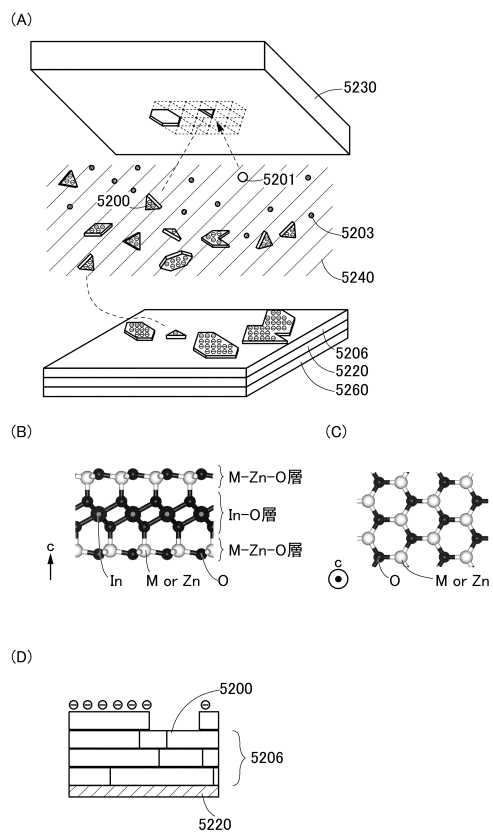 (A)
5230
5201
5200
5203
5240
5206
5220
5260
(B)
(C)
M-Zn-O層
In-O層
M-Zn-O層
c
In
M or Zn
O
c
O
M or Zn
(D)
5200
5206
5220